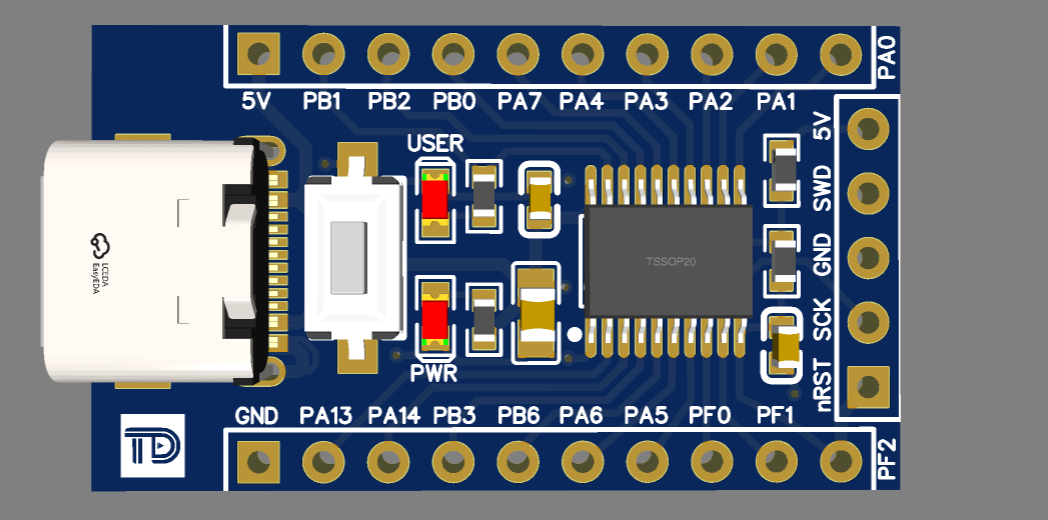 5V PB1 PB2 PB0 PA7 PA4 PA3 PA2 PA1 PA0
USER
5V
SWD
GND
SCK
nRST
LCEDA
EasyEDA
TSSOP20
PWR
GND PA13 PA14 PB3 PB6 PA6 PA5 PF0 PF1 PF2
TD